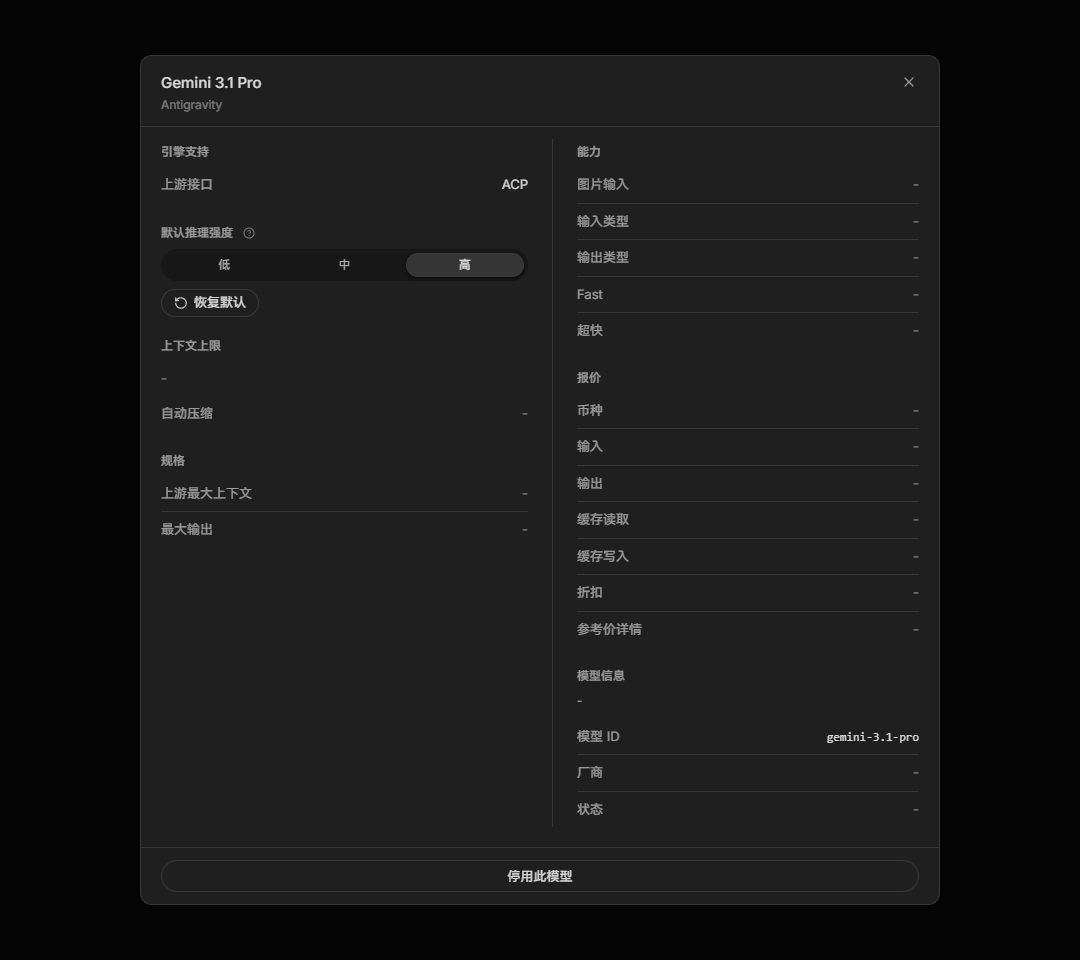 Gemini 3.1 Pro
Antigravity
引擎支持
上游接口 ACP
默认推理强度
低 中 高
恢复默认
上下文上限
-
自动压缩 -
规格
上游最大上下文 -
最大输出 -
能力
图片输入 -
输入类型 -
输出类型 -
Fast -
超快 -
报价
币种 -
输入 -
输出 -
缓存读取 -
缓存写入 -
折扣 -
参考价详情 -
模型信息
-
模型 ID gemini-3.1-pro
厂商 -
状态 -
停用此模型